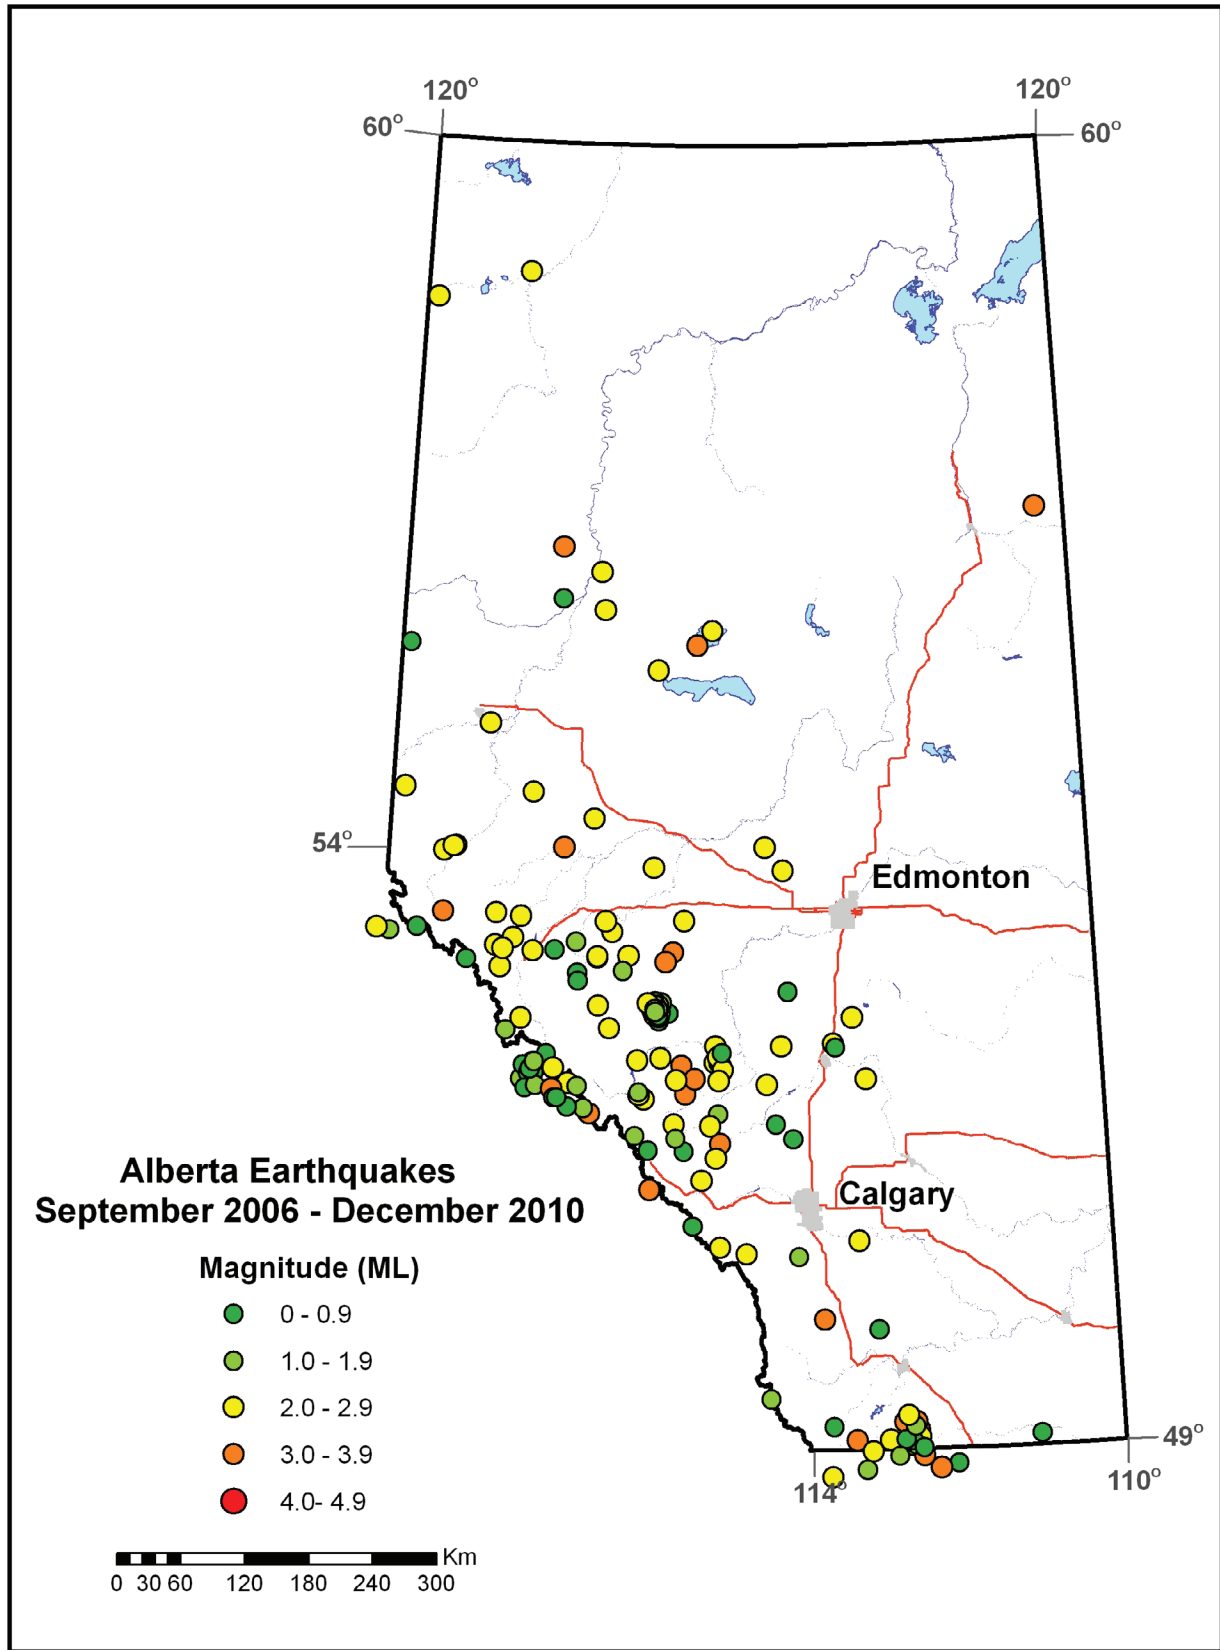 120° 120°
60° 60°
54°
Edmonton
Alberta Earthquakes
September 2006 - December 2010
Calgary
Magnitude (ML)
0 - 0.9
1.0 - 1.9
2.0 - 2.9
3.0 - 3.9
4.0- 4.9
49°
114° 110°
Km
0 30 60 120 180 240 300